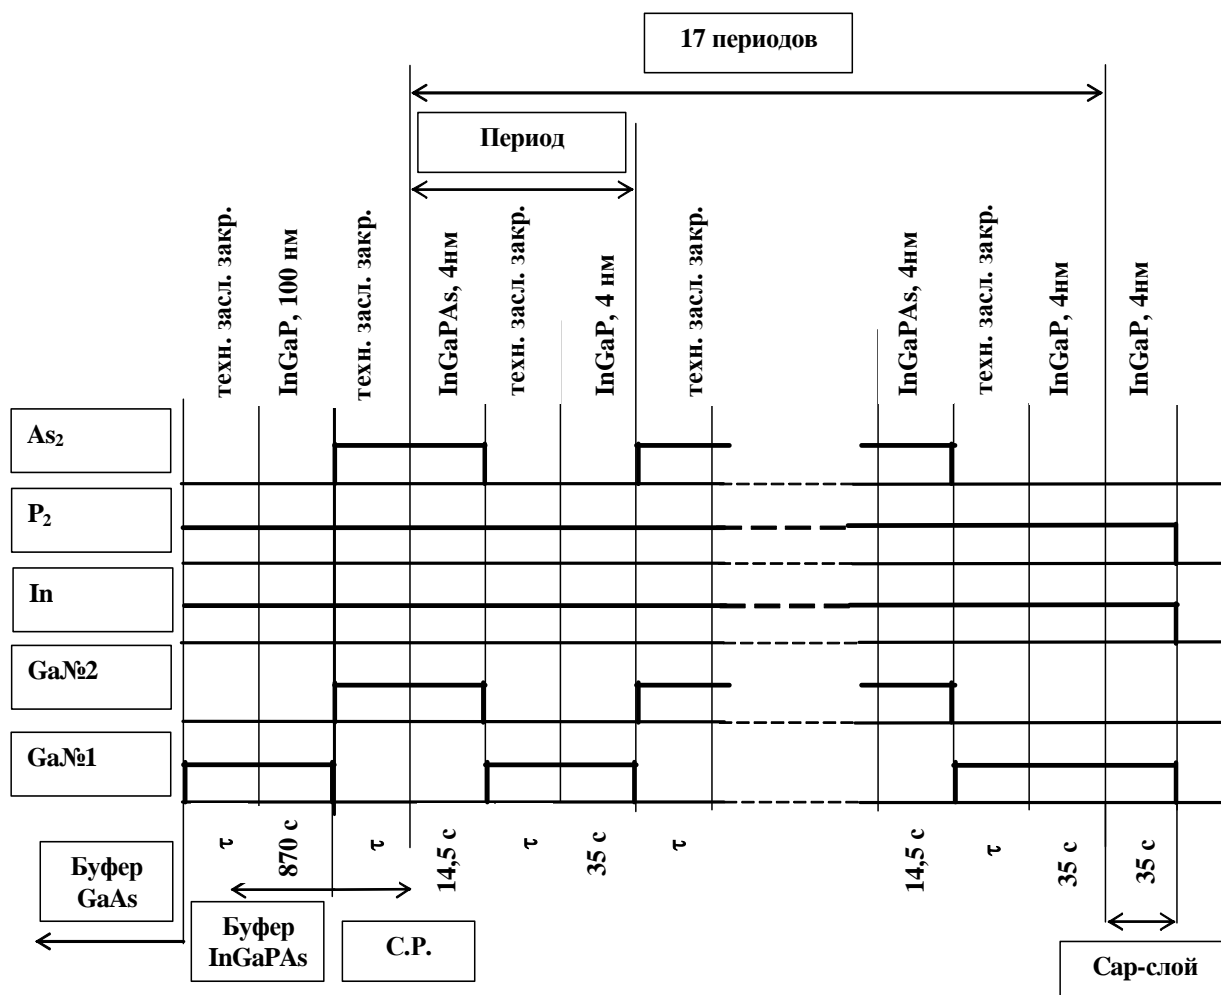 17 периодов
Период
техн. засл. закр.
InGaP, 100 нм
техн. засл. закр.
InGaPAs, 4нм
техн. засл. закр.
InGaP, 4 нм
техн. засл. закр.
InGaPAs, 4нм
техн. засл. закр.
InGaP, 4нм
InGaP, 4нм
As₂
P₂
In
Ga№2
Ga№1
τ
870 с
τ
14,5 с
τ
35 с
τ
14,5 с
τ
35 с
35 с
Буфер
GaAs
Буфер
InGaPAs
С.Р.
Cap-слой